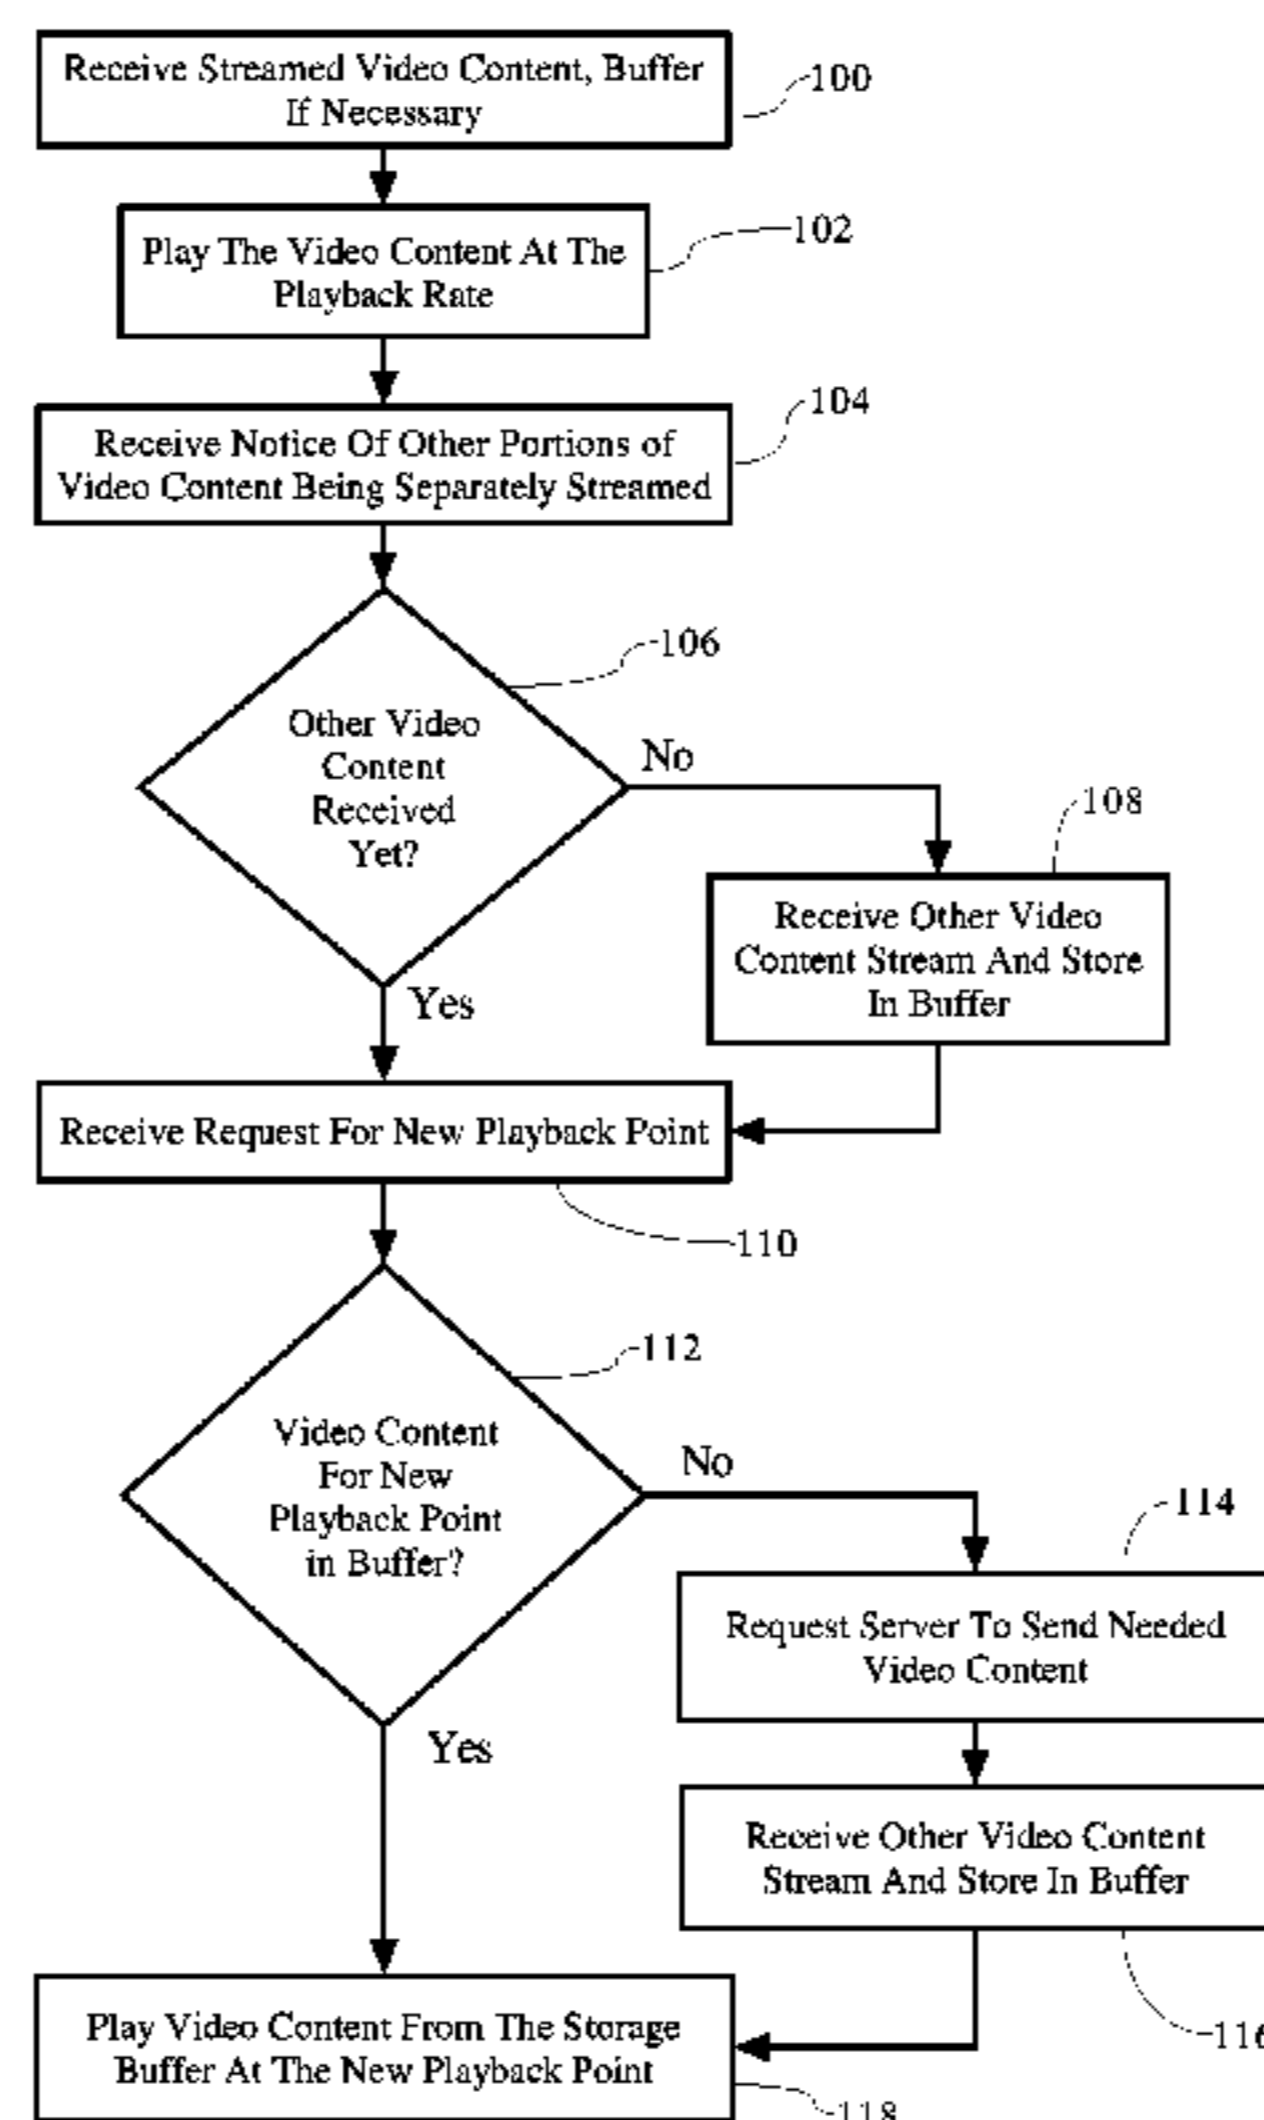 Receive Streamed Video Content, Buffer
If Necessary
100
Play The Video Content At The
Playback Rate
102
Receive Notice Of Other Portions of
Video Content Being Separately Streamed
104
Other Video
Content
Received
Yet?
106
No
Yes
Receive Other Video
Content Stream And Store
In Buffer
108
Receive Request For New Playback Point
110
Video Content
For New
Playback Point
in Buffer?
112
No
Yes
Request Server To Send Needed
Video Content
114
Receive Other Video Content
Stream And Store In Buffer
116
Play Video Content From The Storage
Buffer At The New Playback Point
118